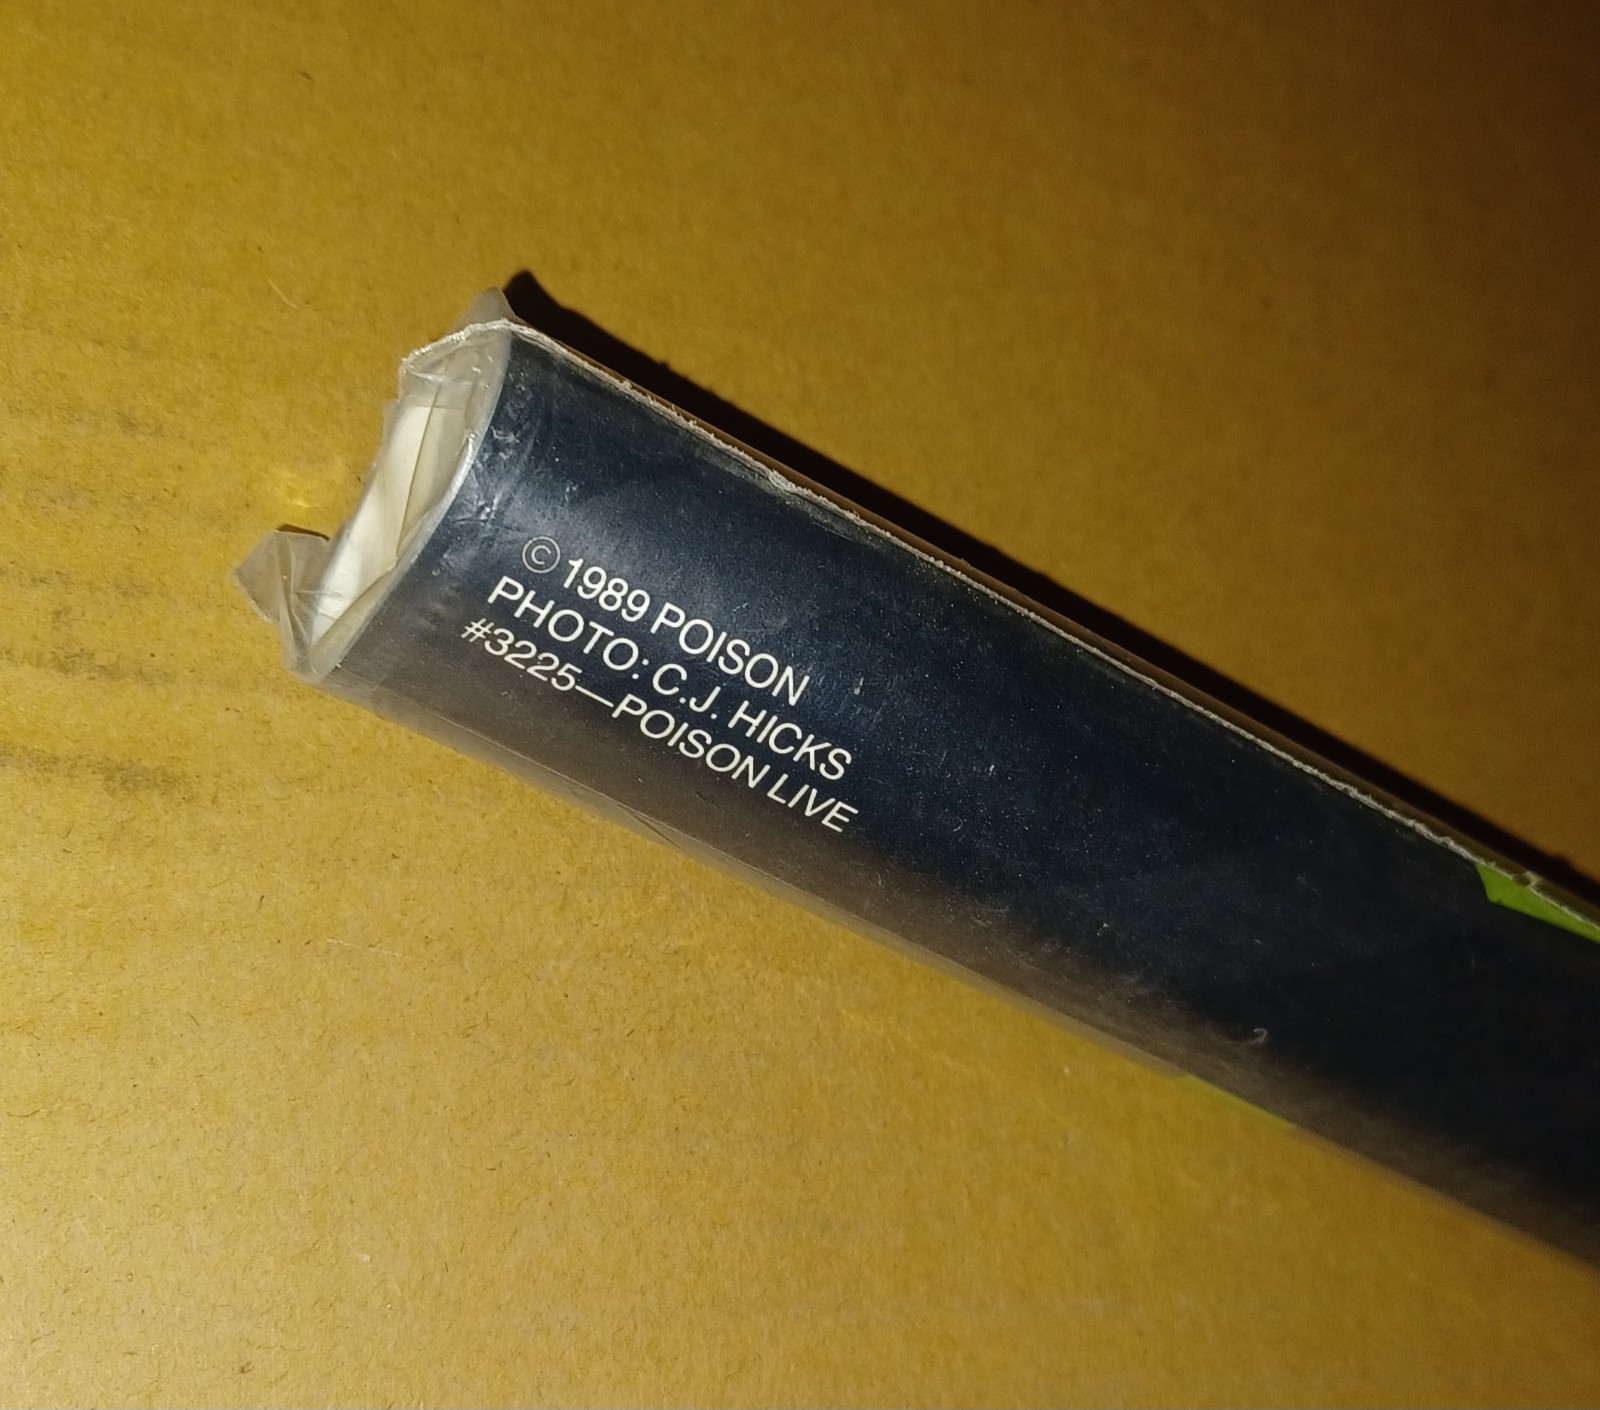 © 1989 POISON
PHOTO: C.J. HICKS
#3225—POISON LIVE